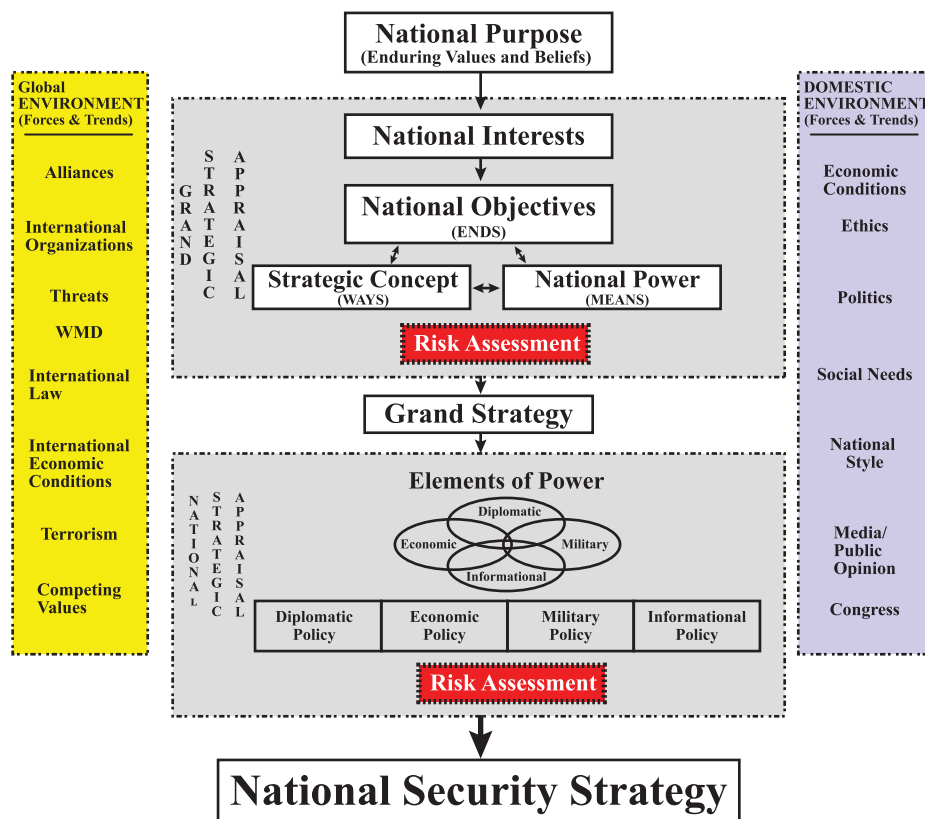 National Purpose
(Enduring Values and Beliefs)
Global
ENVIRONMENT
(Forces & Trends)
Alliances
International
Organizations
Threats
WMD
International
Law
International
Economic
Conditions
Terrorism
Competing
Values
GRAND
STRATEGIC
APPRAISAL
National Interests
National Objectives
(ENDS)
Strategic Concept
(WAYS)
National Power
(MEANS)
Risk Assessment
Grand Strategy
NATIONAL
STRATEGIC
APPRAISAL
Elements of Power
Diplomatic
Economic
Military
Informational
Diplomatic
Policy
Economic
Policy
Military
Policy
Informational
Policy
Risk Assessment
DOMESTIC
ENVIRONMENT
(Forces & Trends)
Economic
Conditions
Ethics
Politics
Social Needs
National
Style
Media/
Public
Opinion
Congress
National Security Strategy